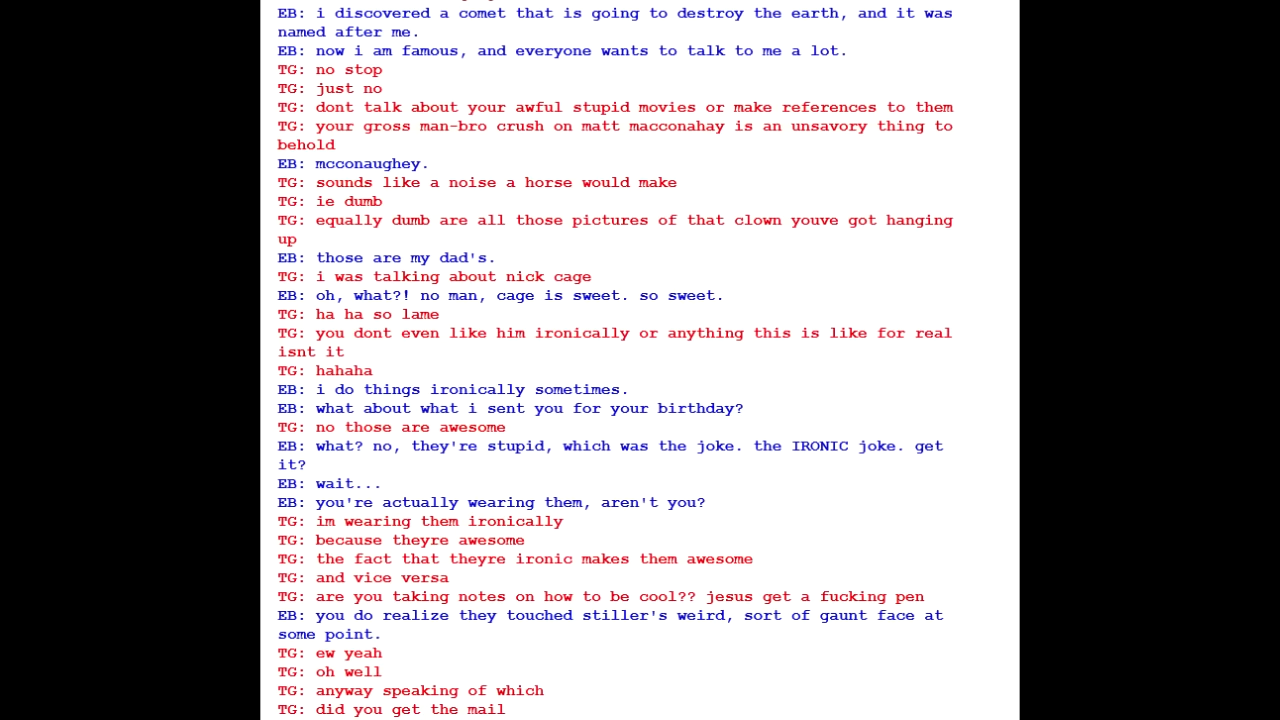 EB: i discovered a comet that is going to destroy the earth, and it was
named after me.
EB: now i am famous, and everyone wants to talk to me a lot.
TG: no stop
TG: just no
TG: dont talk about your awful stupid movies or make references to them
TG: your gross man-bro crush on matt macconahay is an unsavory thing to
behold
EB: mcconaughey.
TG: sounds like a noise a horse would make
TG: ie dumb
TG: equally dumb are all those pictures of that clown youve got hanging
up
EB: those are my dad's.
TG: i was talking about nick cage
EB: oh, what?! no man, cage is sweet. so sweet.
TG: ha ha so lame
TG: you dont even like him ironically or anything this is like for real
isnt it
TG: hahaha
EB: i do things ironically sometimes.
EB: what about what i sent you for your birthday?
TG: no those are awesome
EB: what? no, they're stupid, which was the joke. the IRONIC joke. get
it?
EB: wait...
EB: you're actually wearing them, aren't you?
TG: im wearing them ironically
TG: because theyre awesome
TG: the fact that theyre ironic makes them awesome
TG: and vice versa
TG: are you taking notes on how to be cool?? jesus get a fucking pen
EB: you do realize they touched stiller's weird, sort of gaunt face at
some point.
TG: ew yeah
TG: oh well
TG: anyway speaking of which
TG: did you get the mail